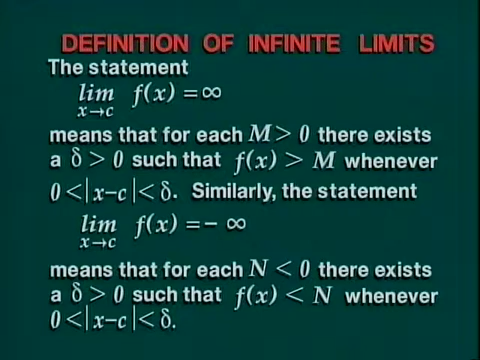 DEFINITION OF INFINITE LIMITS
The statement
lim f(x) = ∞
x→c
means that for each M > 0 there exists
a δ > 0 such that f(x) > M whenever
0 < |x–c| < δ. Similarly, the statement
lim f(x) = – ∞
x→c
means that for each N < 0 there exists
a δ > 0 such that f(x) < N whenever
0 < |x–c| < δ.